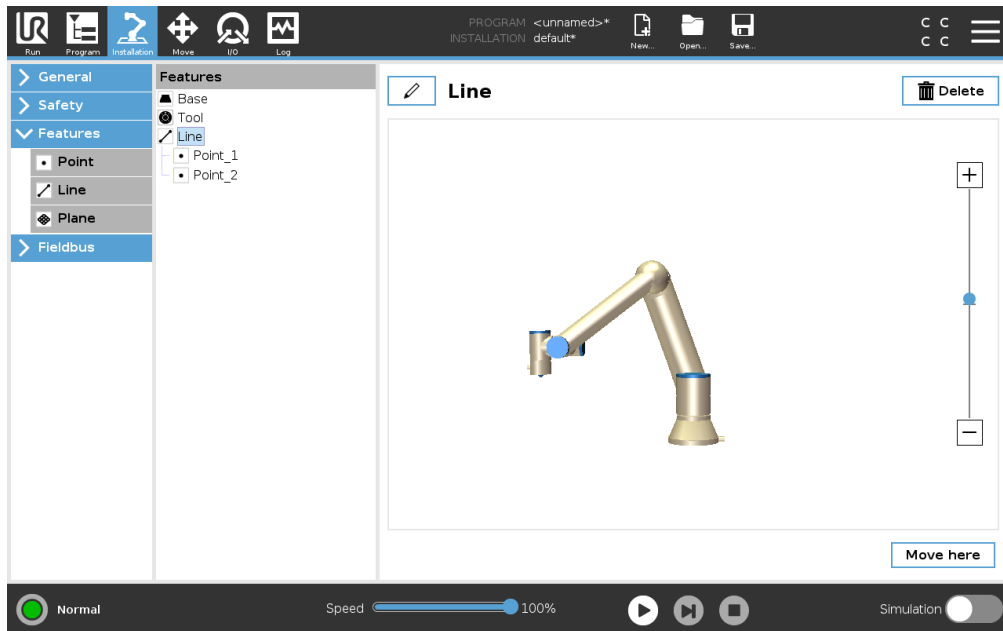 UR
Run
Program
Installation
Move
I/O
Log
PROGRAM <unnamed>*
INSTALLATION default*
New...
Open...
Save...
C C
C C
General
Safety
Features
Point
Line
Plane
Fieldbus
Features
Base
Tool
Line
Point_1
Point_2
Line
Delete
Move here
Normal
Speed 100%
Simulation